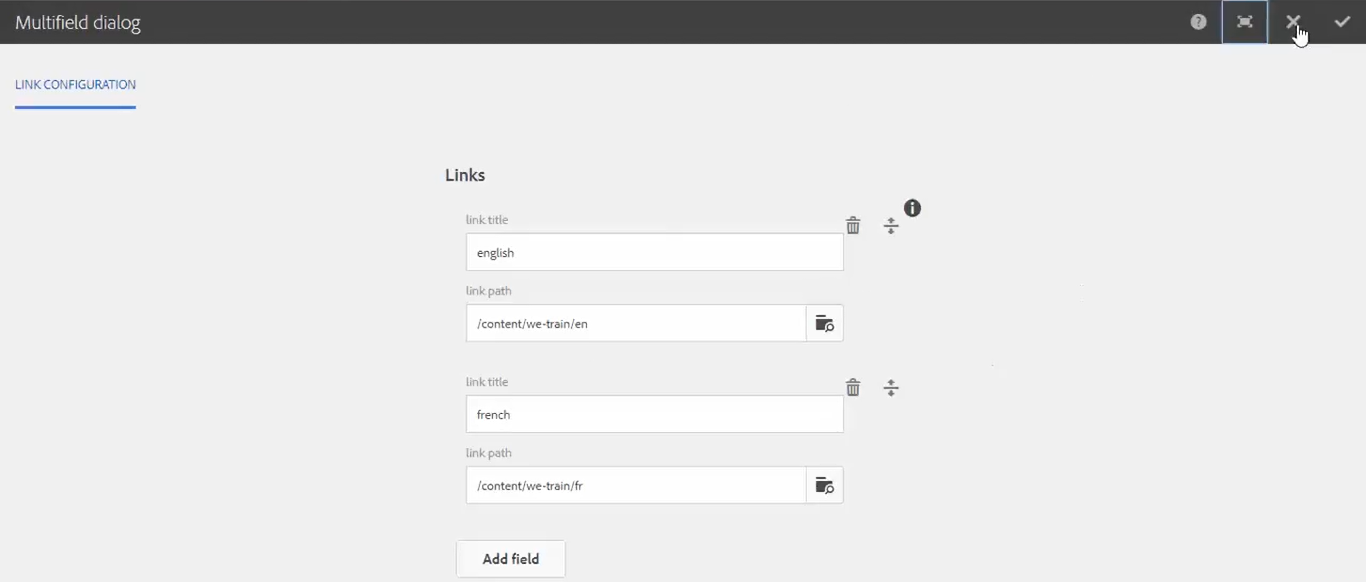 Multifield dialog
LINK CONFIGURATION
Links
link title
english
link path
/content/we-train/en
link title
french
link path
/content/we-train/fr
Add field